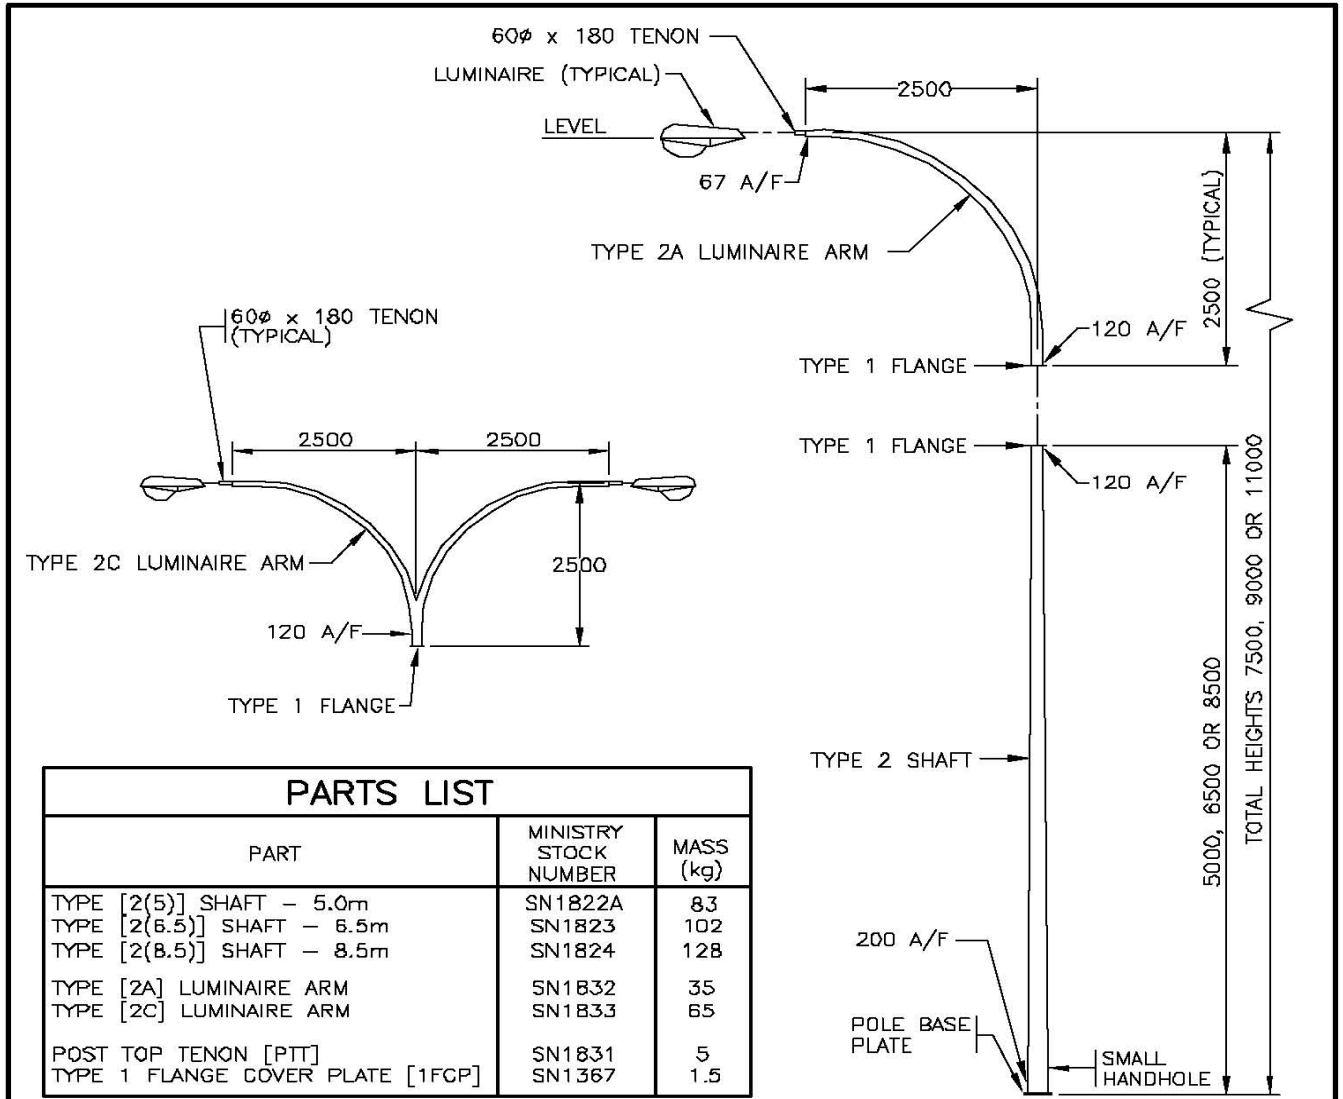 60ø x 180 TENON
LUMINAIRE (TYPICAL)
2500
LEVEL
67 A/F
2500 (TYPICAL)
TYPE 2A LUMINAIRE ARM
60ø x 180 TENON
(TYPICAL)
120 A/F
TYPE 1 FLANGE
2500
2500
TYPE 1 FLANGE
120 A/F
TYPE 2C LUMINAIRE ARM
2500
120 A/F
TYPE 1 FLANGE
TYPE 2 SHAFT
5000, 6500 OR 8500
TOTAL HEIGHTS 7500, 9000 OR 11000
200 A/F
POLE BASE
PLATE
SMALL
HANDHOLE
PARTS LIST
PART
MINISTRY
STOCK
NUMBER
MASS
(kg)
TYPE [2(5)] SHAFT - 5.0m SN1822A 83
TYPE [2(6.5)] SHAFT - 6.5m SN1823 102
TYPE [2(8.5)] SHAFT - 8.5m SN1824 128
TYPE [2A] LUMINAIRE ARM SN1832 35
TYPE [2C] LUMINAIRE ARM SN1833 65
POST TOP TENON [PTT] SN1831 5
TYPE 1 FLANGE COVER PLATE [1FCP] SN1367 1.5